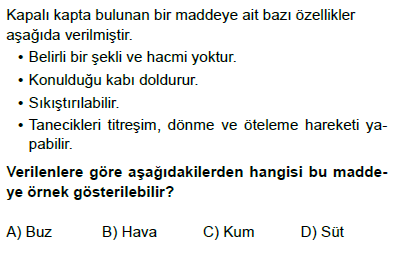 Kapalı kapta bulunan bir maddeye ait bazı özellikler
aşağıda verilmiştir.
• Belirli bir şekli ve hacmi yoktur.
• Konulduğu kabı doldurur.
• Sıkıştırılabilir.
• Tanecikleri titreşim, dönme ve öteleme hareketi ya-
pabilir.
Verilenlere göre aşağıdakilerden hangisi bu madde-
ye örnek gösterilebilir?
A) Buz B) Hava C) Kum D) Süt